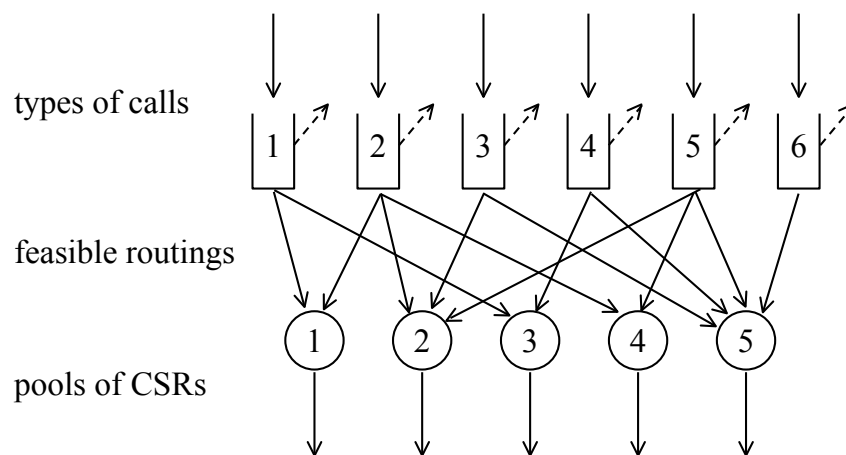 types of calls
1 2 3 4 5 6
feasible routings
1 2 3 4 5
pools of CSRs